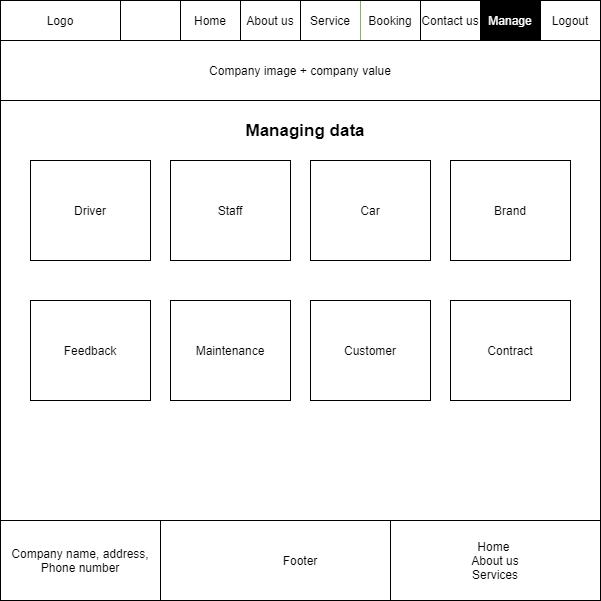 Logo
Home
About us
Service
Booking
Contact us
Manage
Logout
Company image + company value
Managing data
Driver
Staff
Car
Brand
Feedback
Maintenance
Customer
Contract
Company name, address,
Phone number
Footer
Home
About us
Services